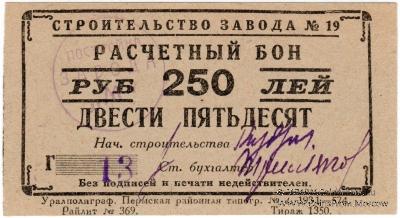 СТРОИТЕЛЬСТВО ЗАВОДА № 19
РАСЧЕТНЫЙ БОН
РУБ 250 ЛЕЙ
ДВЕСТИ ПЯТЬДЕСЯТ
Нач. строительства
Г 13 Ст. бухгалтер
Без подписей и печати недействителен.
Уралполиграф. Пермская районная типогр.
Райлит № 369. Тираж 1350.